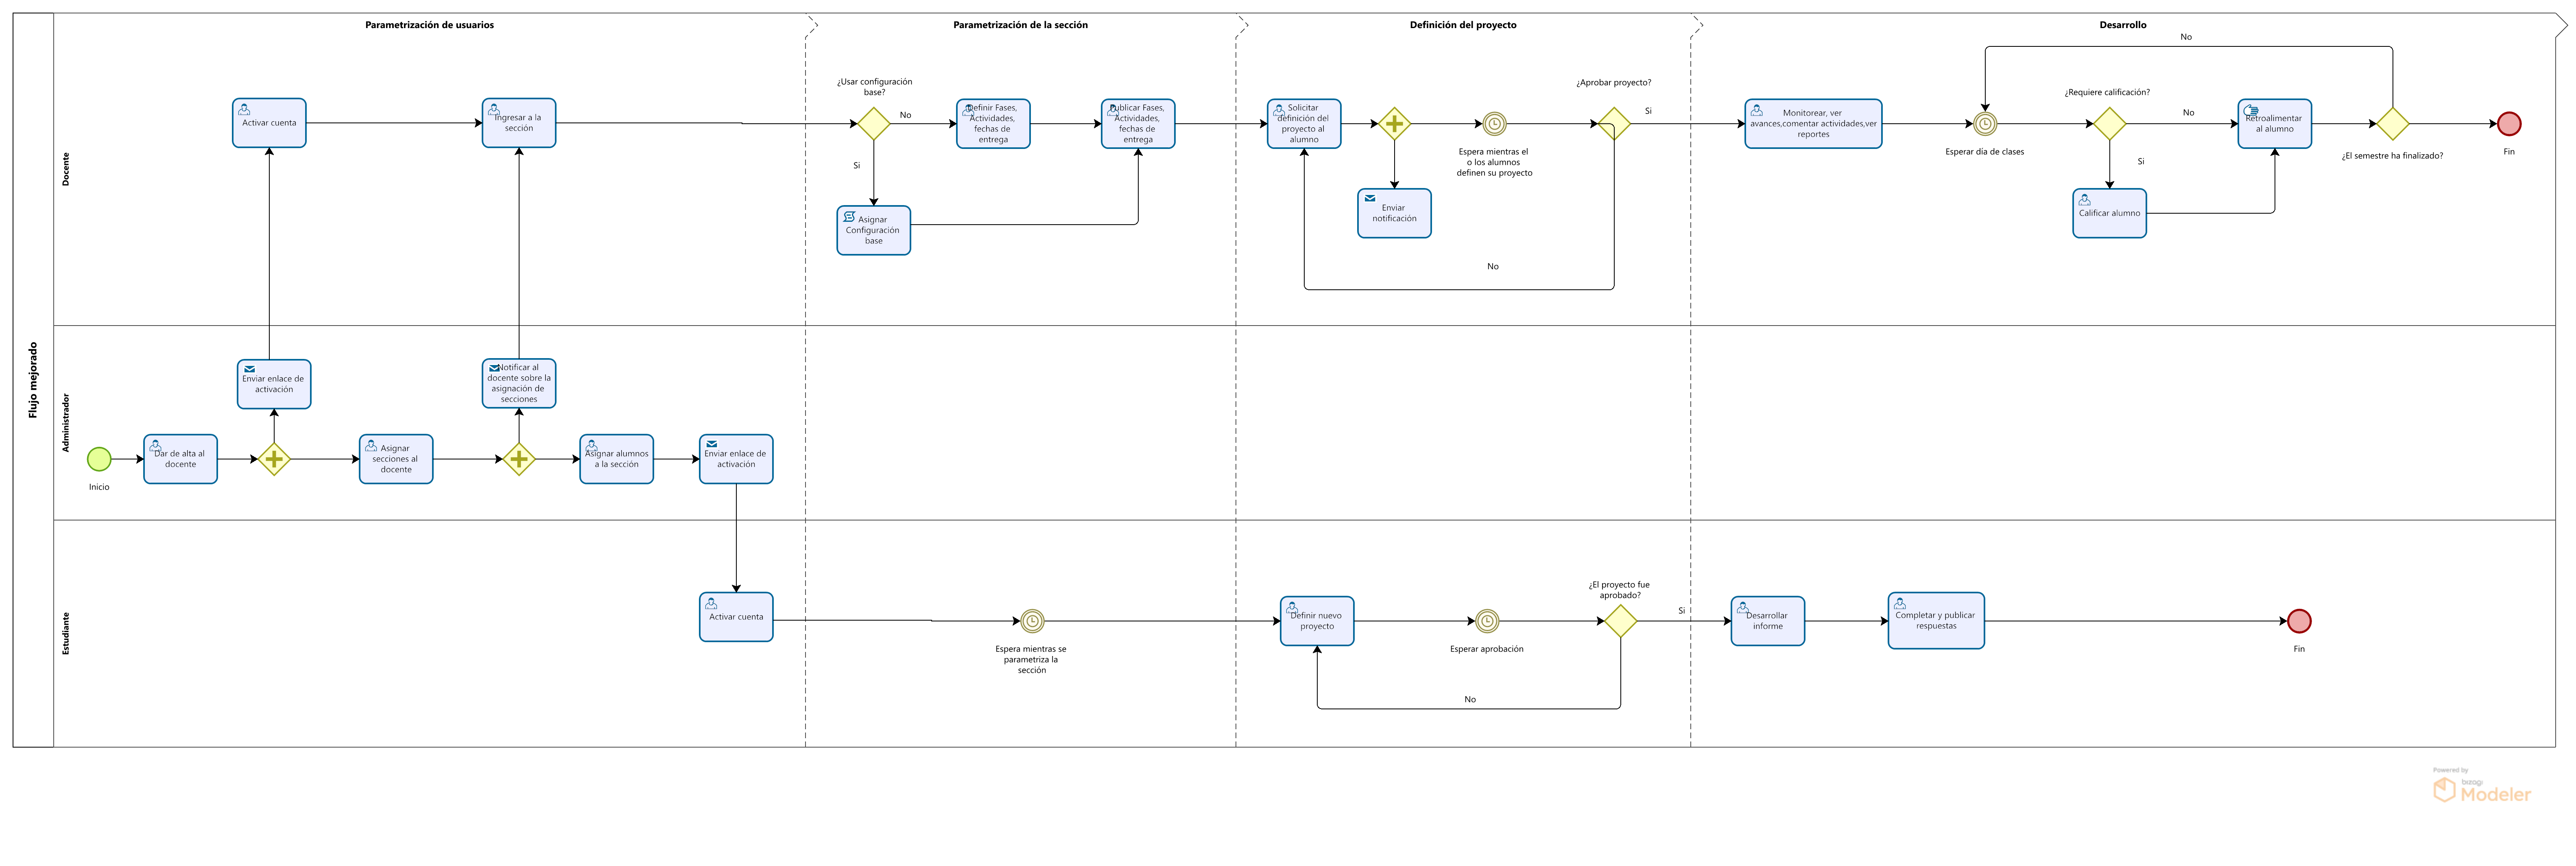 Flujo mejorado
Parametrización de usuarios
Parametrización de la sección
Definición del proyecto
Desarrollo
Docente
Activar cuenta
Ingresar a la
sección
¿Usar configuración
base?
No
Si
Definir Fases,
Actividades,
fechas de
entrega
Publicar Fases,
Actividades,
fechas de
entrega
Asignar
Configuración
base
Solicitar
definición del
proyecto al
alumno
Espera mientras el
o los alumnos
definen su proyecto
Enviar
notificación
¿Aprobar proyecto?
Si
No
Monitorear, ver
avances,comentar actividades,ver
reportes
Esperar día de clases
¿Requiere calificación?
No
Si
Calificar alumno
Retroalimentar
al alumno
No
¿El semestre ha finalizado?
Fin
Administrador
Inicio
Dar de alta al
docente
Enviar enlace de
activación
Asignar
secciones al
docente
Notificar al
docente sobre la
asignación de
secciones
Asignar alumnos
a la sección
Enviar enlace de
activación
Estudiante
Activar cuenta
Espera mientras se
parametriza la
sección
Definir nuevo
proyecto
Esperar aprobación
¿El proyecto fue
aprobado?
Si
No
Desarrollar
informe
Completar y publicar
respuestas
Fin
Powered by
bizagi
Modeler